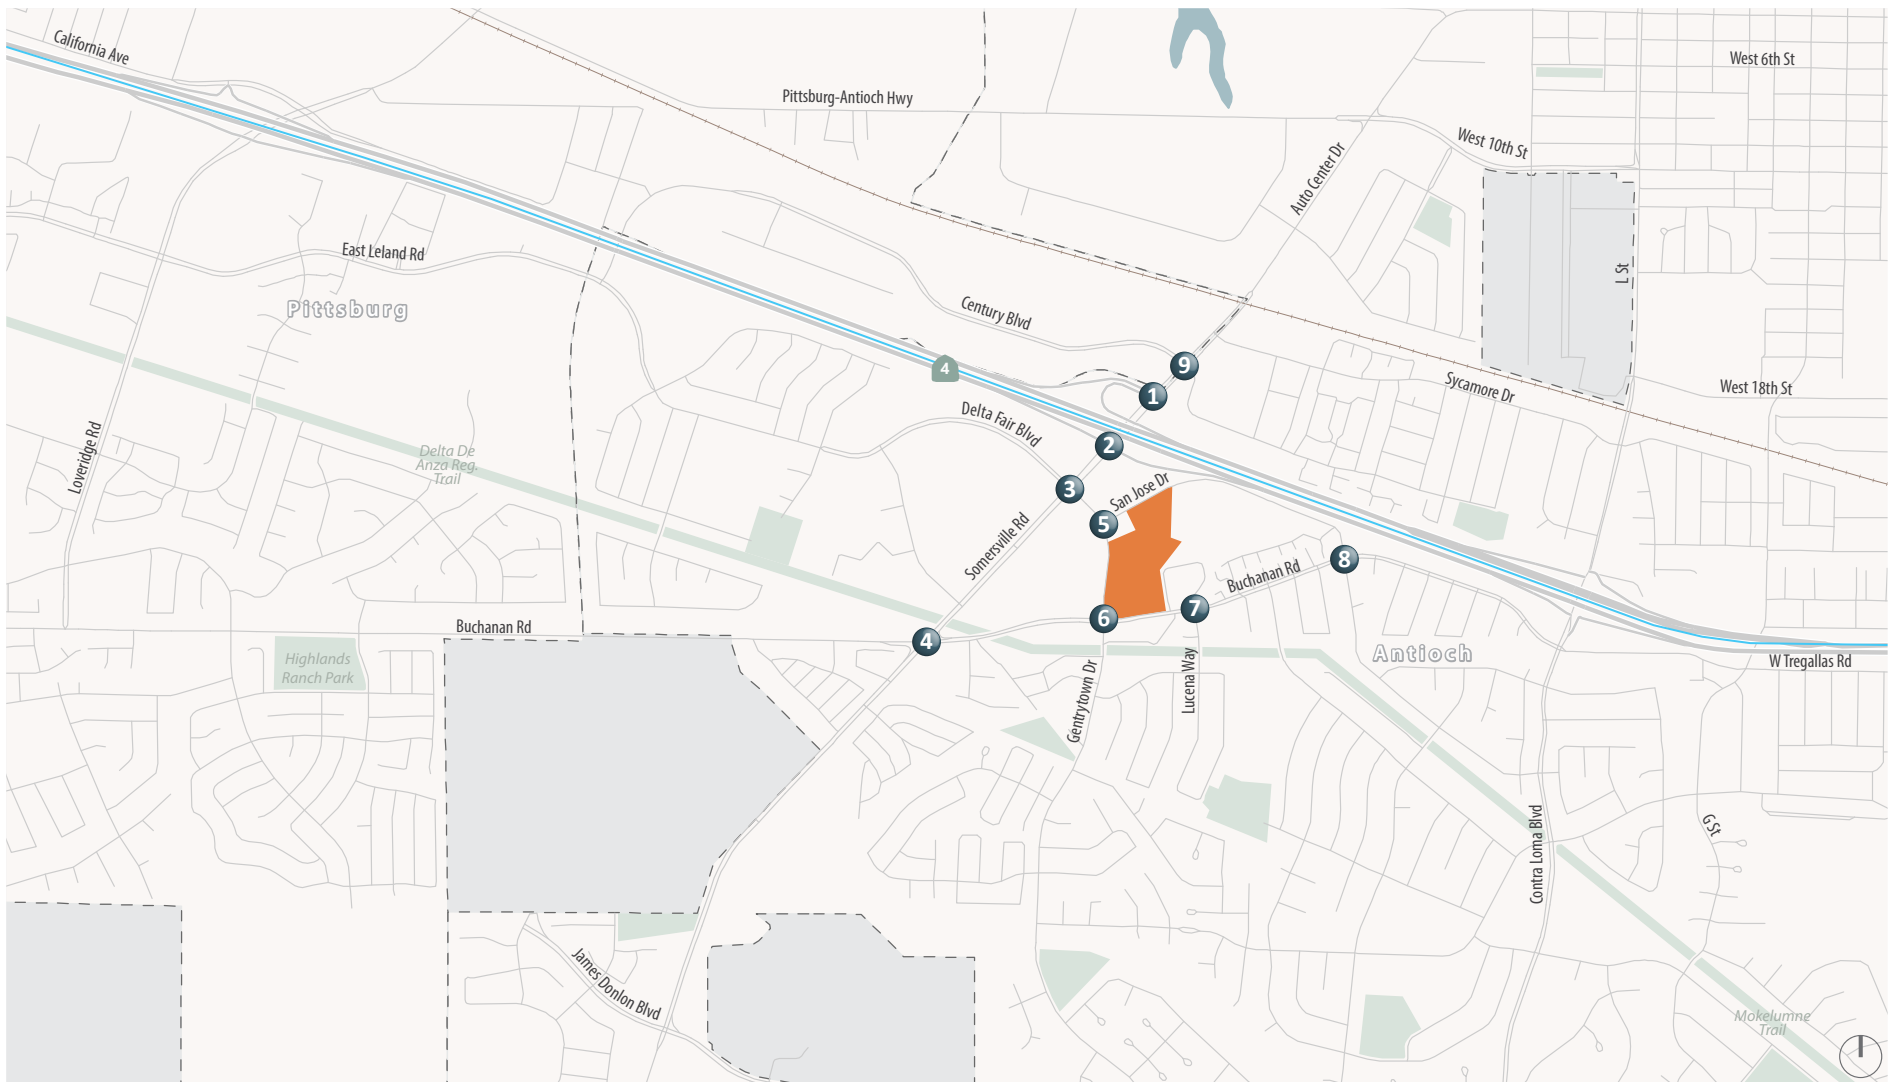 California Ave
West 6th St
Pittsburg-Antioch Hwy
West 10th St
Auto Center Dr
East Leland Rd
L St
Pittsburg
Century Blvd
9
4
1
Sycamore Dr
West 18th St
Delta Fair Blvd
2
Loveridge Rd
Delta De
Anza Reg.
Trail
3
San Jose Dr
5
Somersville Rd
8
Buchanan Rd
7
6
Buchanan Rd
4
Antioch
W Tregallas Rd
Highlands
Ranch Park
Gentrytown Dr
Lucena Way
Contra Loma Blvd
G St
James Donlon Blvd
Mokelumne
Trail